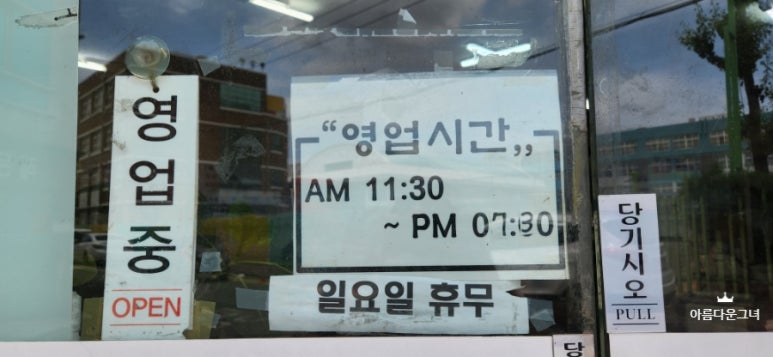 영업중
OPEN
“영업시간„
AM 11:30
~ PM 07:30
일요일 휴무
당기시오
PULL
당
아름다운그녀